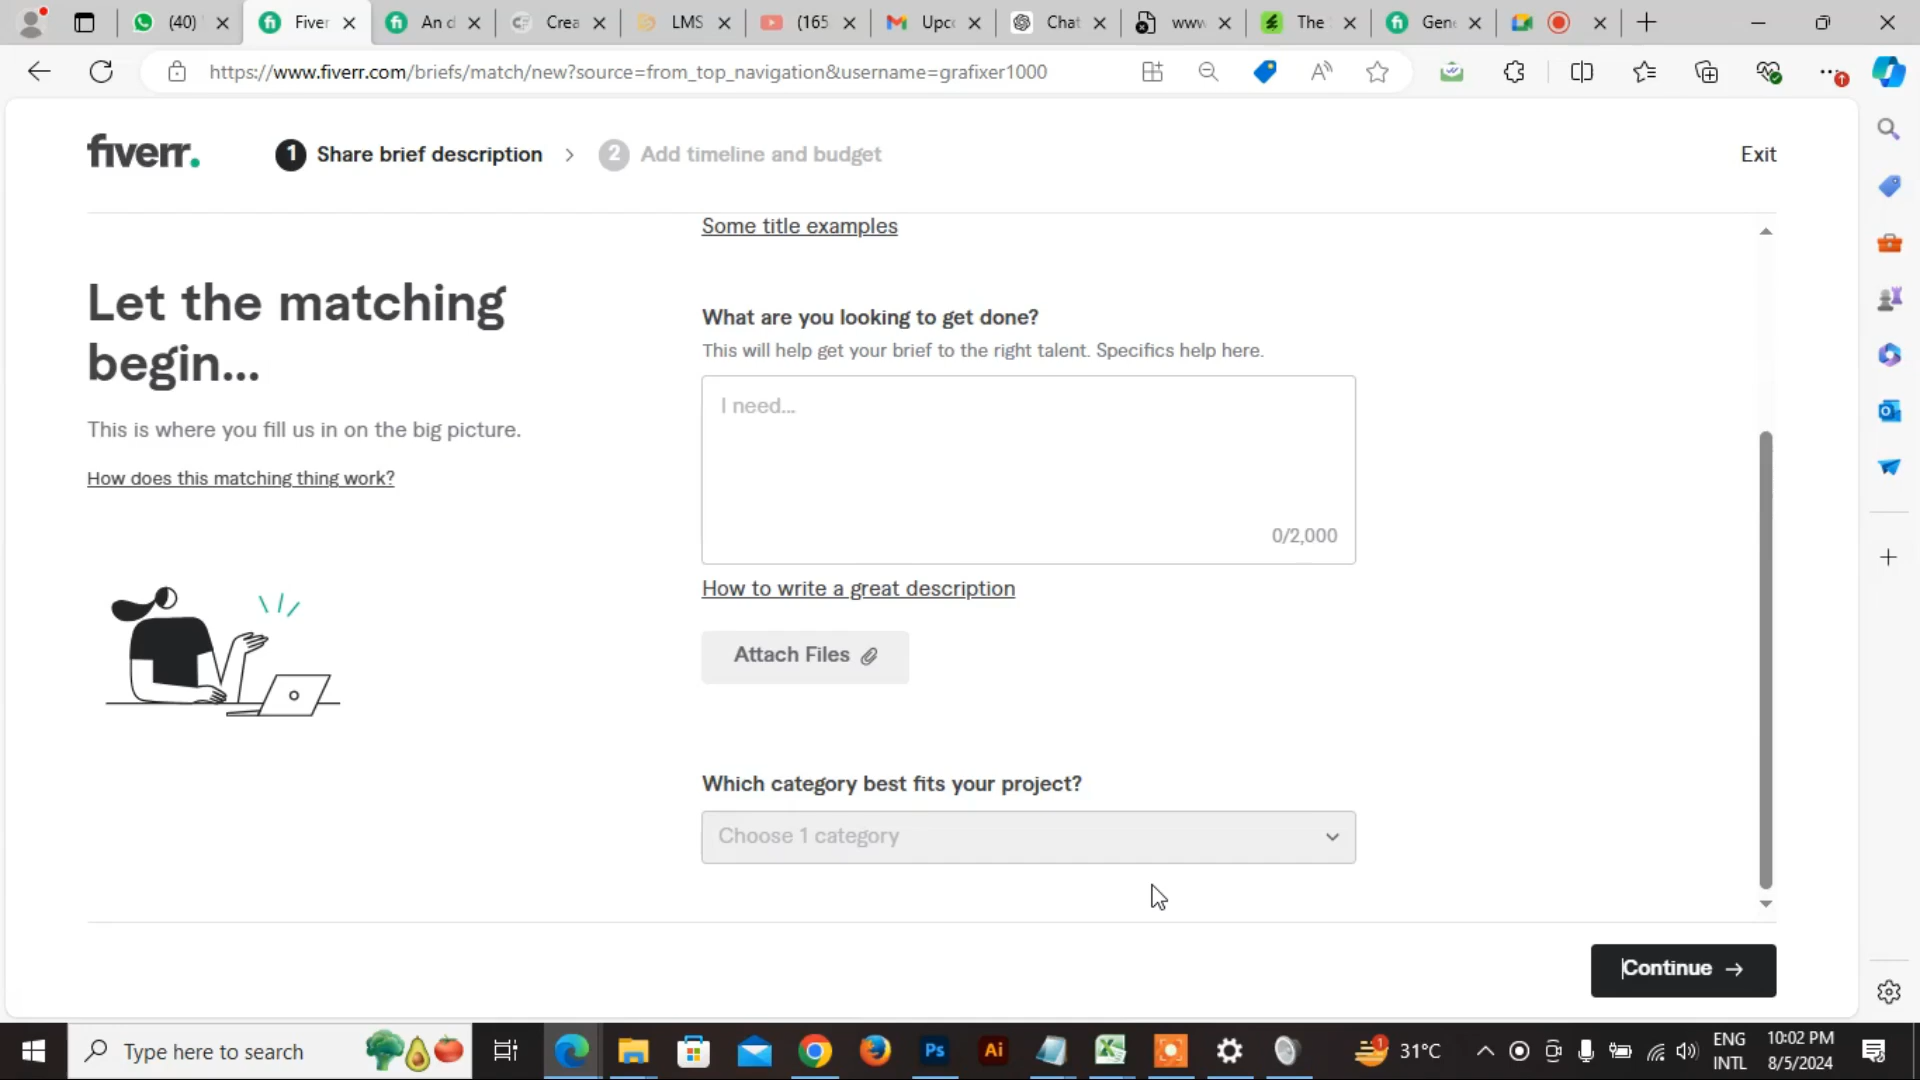 (40)
Fiver
An d
Crea
LMS
(165
Upco
Chat
www
The
Gen
https://www.fiverr.com/briefs/match/new?source=from_top_navigation&username=grafixer1000
fiverr.
1 Share brief description
2 Add timeline and budget
Exit
Some title examples
Let the matching
begin...
This is where you fill us in on the big picture.
How does this matching thing work?
What are you looking to get done?
This will help get your brief to the right talent. Specifics help here.
I need...
0/2,000
How to write a great description
Attach Files
Which category best fits your project?
Choose 1 category
Continue →
Type here to search
Ps
Ai
1
31°C
ENG
INTL
10:02 PM
8/5/2024